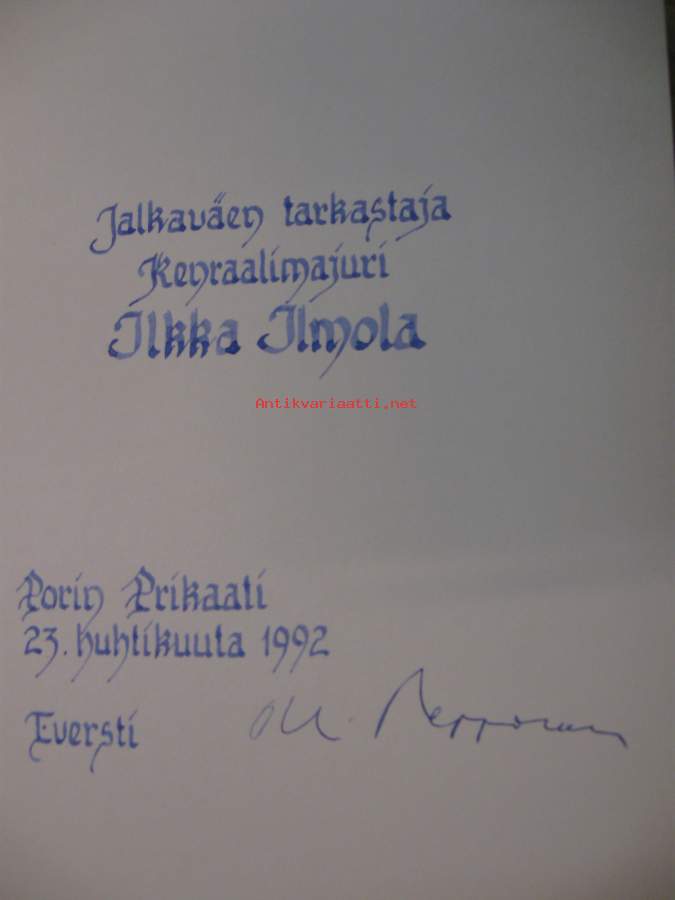 Jalkaväen tarkastaja
Kenraalimajuri
Ilkka Ilmola
Antikvariaatti.net
Porin Prikaati
23. huhtikuuta 1992
Eversti